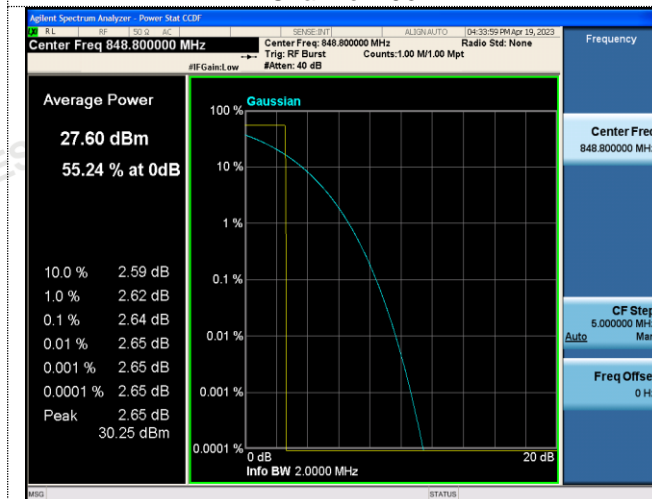 Agilent Spectrum Analyzer - Power Stat CCDF
RL RF 50 Ω AC SENSE:INT ALIGN AUTO 04:33:59 PM Apr 19, 2023
Center Freq 848.800000 MHz
Center Freq: 848.800000 MHz Radio Std: None
Trig: RF Burst Counts:1.00 M/1.00 Mpt
#IFGain:Low #Atten: 40 dB
Frequency
Average Power
27.60 dBm
55.24 % at 0dB
10.0 % 2.59 dB
1.0 % 2.62 dB
0.1 % 2.64 dB
0.01 % 2.65 dB
0.001 % 2.65 dB
0.0001 % 2.65 dB
Peak 2.65 dB
30.25 dBm
Gaussian
100 %
10 %
1 %
0.1 %
0.01 %
0.001 %
0.0001 %
0 dB 20 dB
Info BW 2.0000 MHz
Center Freq
848.800000 MHz
CF Step
5.000000 MHz
Auto Man
Freq Offset
0 Hz
MSG STATUS